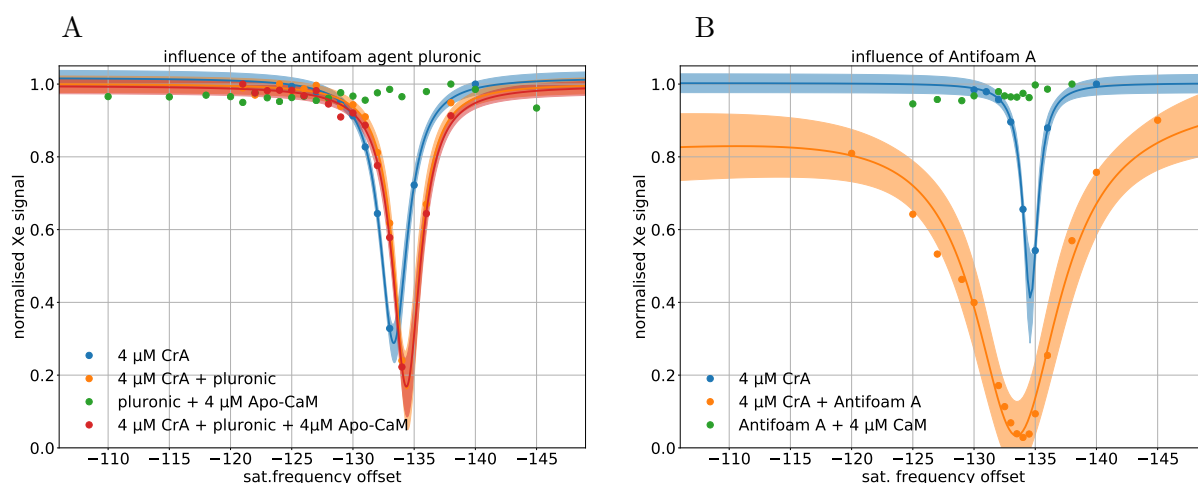 A
influence of the antifoam agent pluronic
normalised Xe signal
1.0
0.8
0.6
0.4
0.2
0.0
4 μM CrA
4 μM CrA + pluronic
pluronic + 4 μM Apo-CaM
4 μM CrA + pluronic + 4μM Apo-CaM
−110 −115 −120 −125 −130 −135 −140 −145
sat.frequency offset
B
influence of Antifoam A
normalised Xe signal
1.0
0.8
0.6
0.4
0.2
0.0
4 μM CrA
4 μM CrA + Antifoam A
Antifoam A + 4 μM CaM
−110 −115 −120 −125 −130 −135 −140 −145
sat. frequency offset